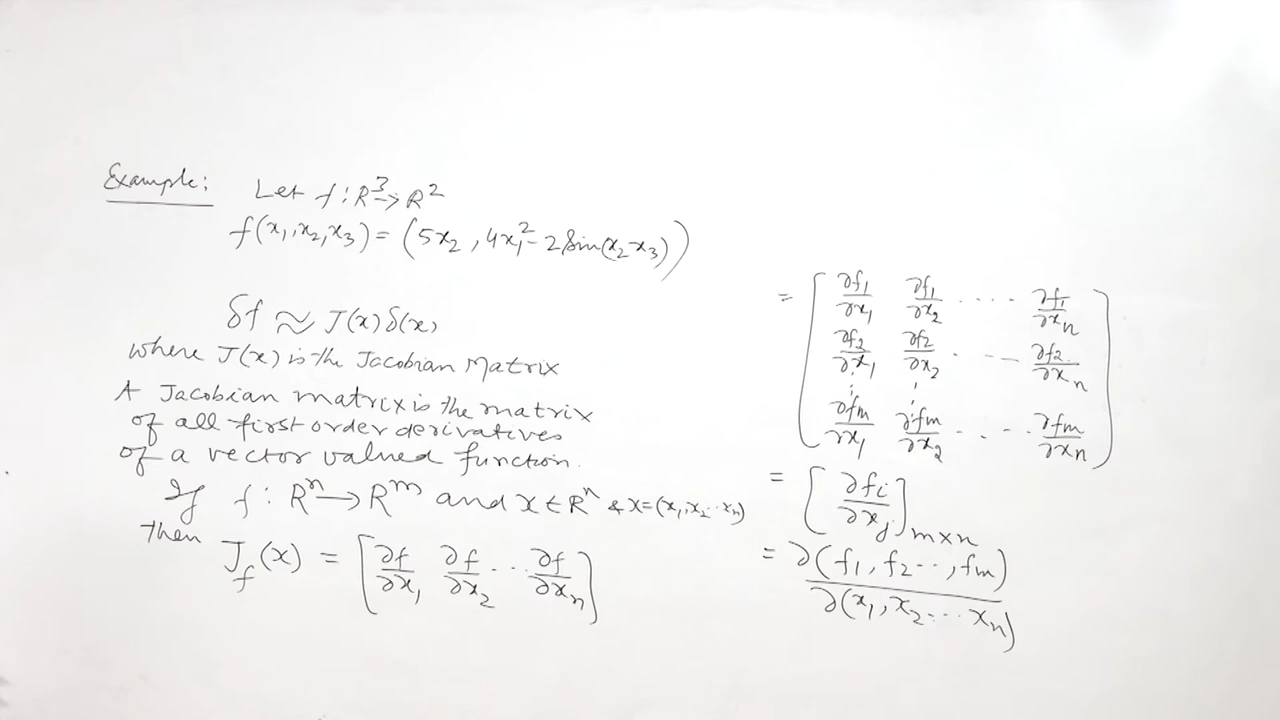 Example: Let f : R³ → R²
f(x₁, x₂, x₃) = (5x₂ , 4x₁² - 2 Sin(x₂x₃))
δf ≈ J(x) δ(x)
where J(x) is the Jacobian Matrix
A Jacobian matrix is the matrix
of all first order derivatives
of a vector valued function.
If f : Rⁿ → Rᵐ and x ∈ Rⁿ & x = (x₁, x₂ ... xₙ)
then J_f(x) = [∂f/∂x₁ ∂f/∂x₂ ... ∂f/∂xₙ]
= [ ∂f₁/∂x₁ ∂f₁/∂x₂ ..... ∂f₁/∂xₙ
∂f₂/∂x₁ ∂f₂/∂x₂ . --- ∂f₂/∂xₙ
⋮ ⋮
∂fm/∂x₁ ∂fm/∂x₂ ..... ∂fm/∂xₙ ]
= [∂fi/∂xj] m×n
= ∂(f₁, f₂ .., fm)/∂(x₁, x₂ .... xₙ)